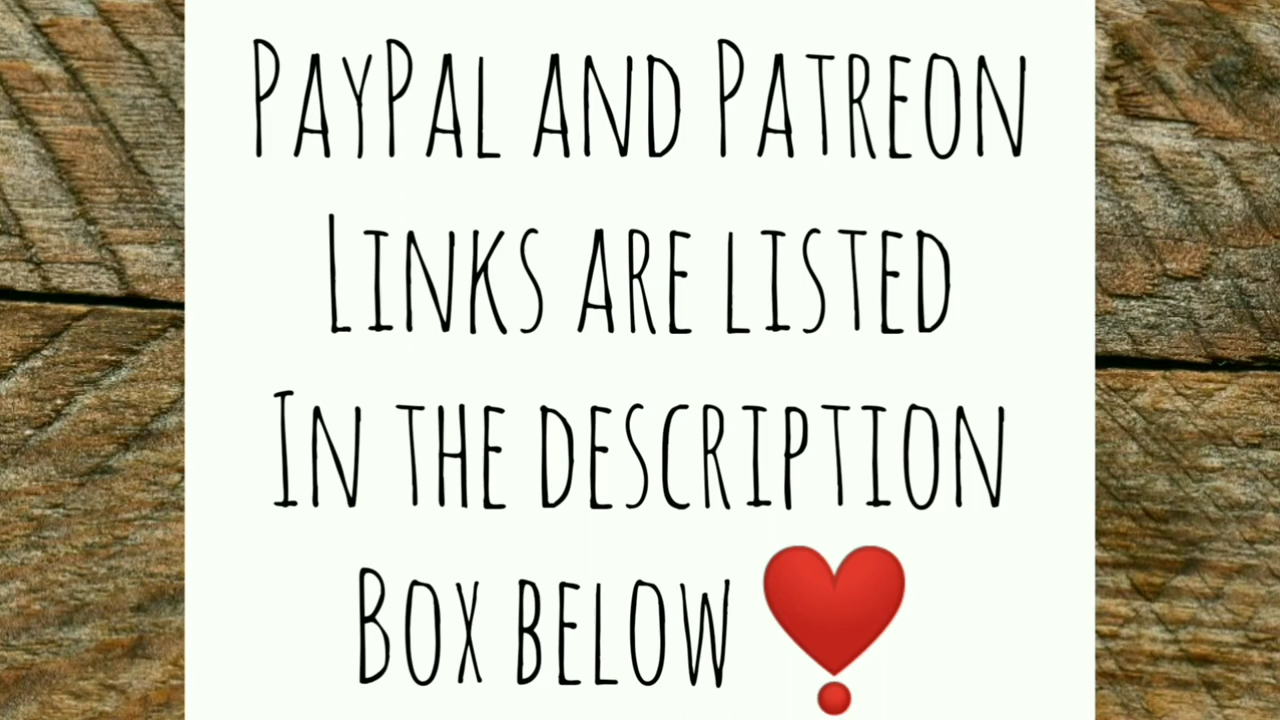 PayPal and Patreon
Links are listed
In the description
Box below ❣️